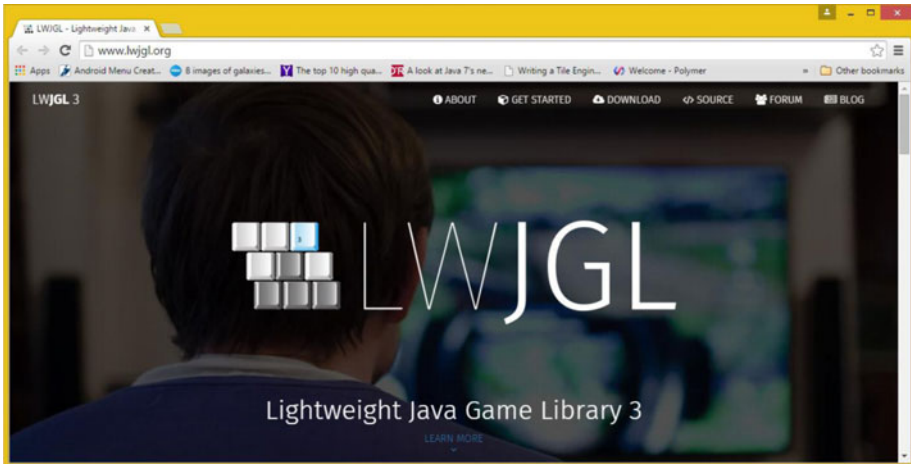 LWJGL - Lightweight Java
www.lwjgl.org
Apps Android Menu Creat... 8 images of galaxies... The top 10 high qua... A look at Java 7's ne... Writing a Tile Engin... Welcome - Polymer » Other bookmarks
LWJGL 3 ABOUT GET STARTED DOWNLOAD SOURCE FORUM BLOG
3
LWJGL
Lightweight Java Game Library 3
LEARN MORE